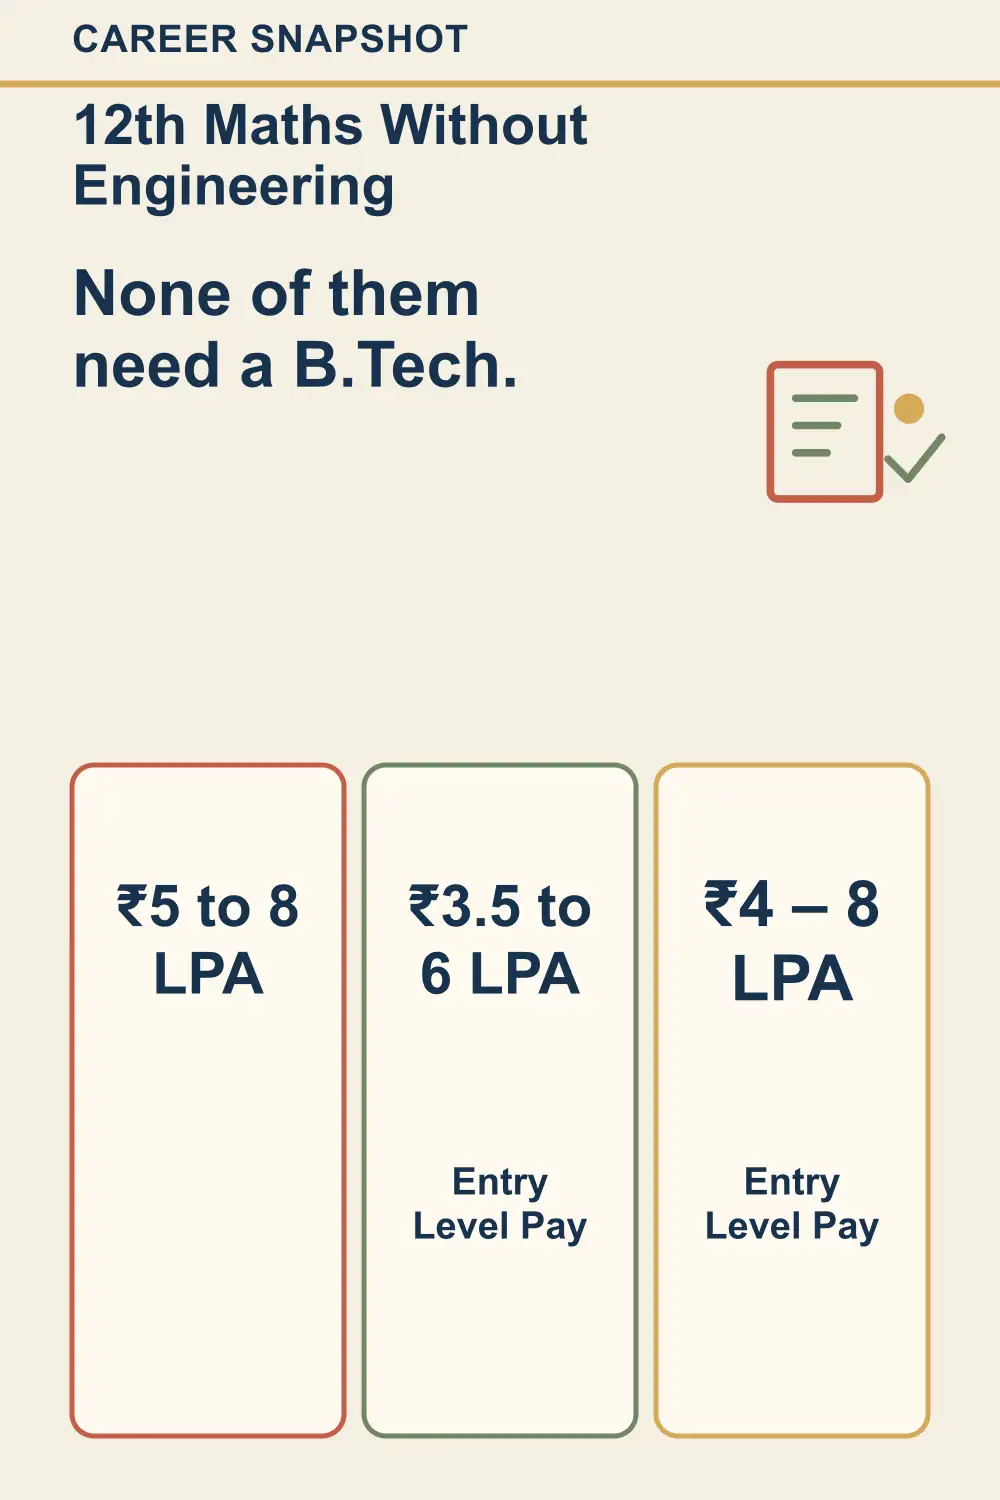 CAREER SNAPSHOT
12th Maths Without
Engineering
None of them
need a B.Tech.
₹5 to 8
LPA
₹3.5 to
6 LPA
Entry
Level Pay
₹4 – 8
LPA
Entry
Level Pay